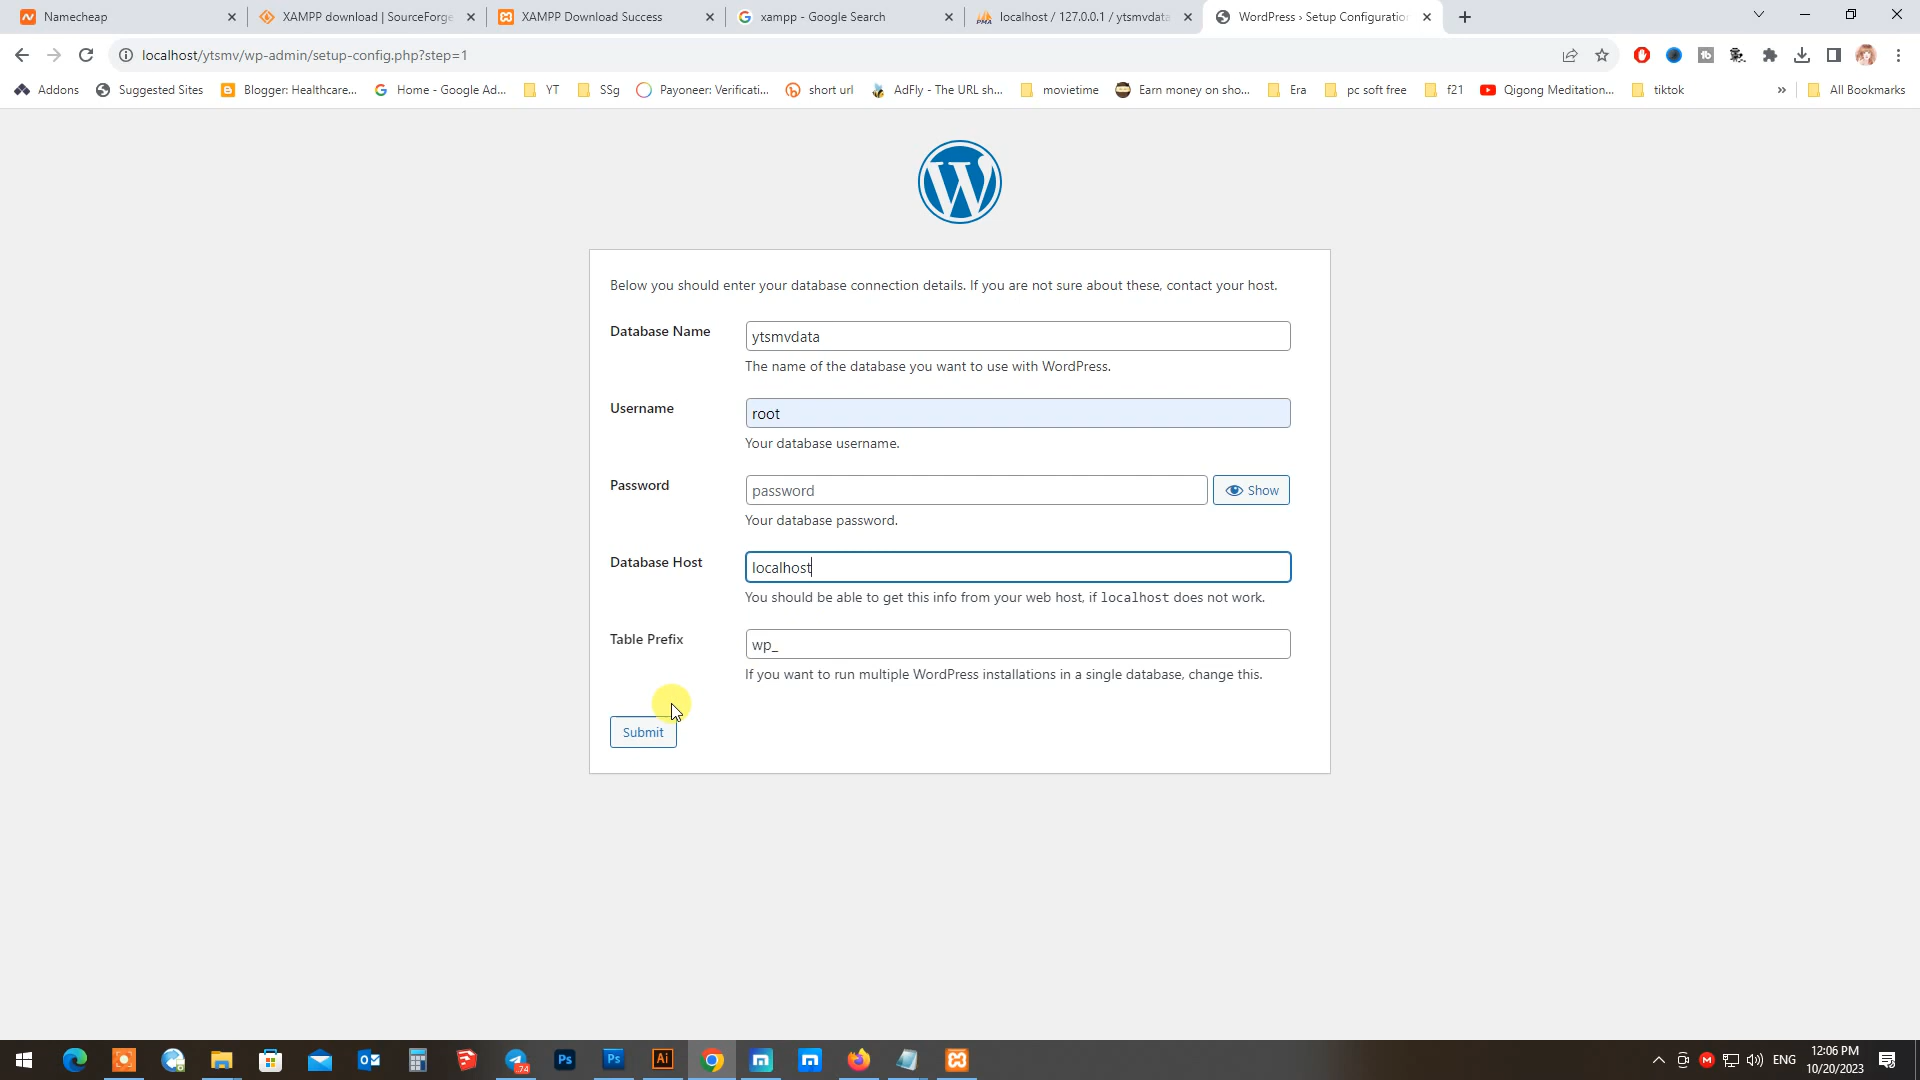 Namecheap
XAMPP download | SourceForge
XAMPP Download Success
xampp - Google Search
localhost / 127.0.0.1 / ytsmvdata
WordPress › Setup Configuration
localhost/ytsmv/wp-admin/setup-config.php?step=1
Addons
Suggested Sites
Blogger: Healthcare...
Home - Google Ad...
YT
SSg
Payoneer: Verificati...
short url
AdFly - The URL sh...
movietime
Earn money on sho...
Era
pc soft free
f21
Qigong Meditation...
tiktok
»
All Bookmarks
Below you should enter your database connection details. If you are not sure about these, contact your host.
Database Name
ytsmvdata
The name of the database you want to use with WordPress.
Username
root
Your database username.
Password
password
Show
Your database password.
Database Host
localhost
You should be able to get this info from your web host, if localhost does not work.
Table Prefix
wp_
If you want to run multiple WordPress installations in a single database, change this.
Submit
74
Ps
Ps
Ai
ENG
12:06 PM
10/20/2023